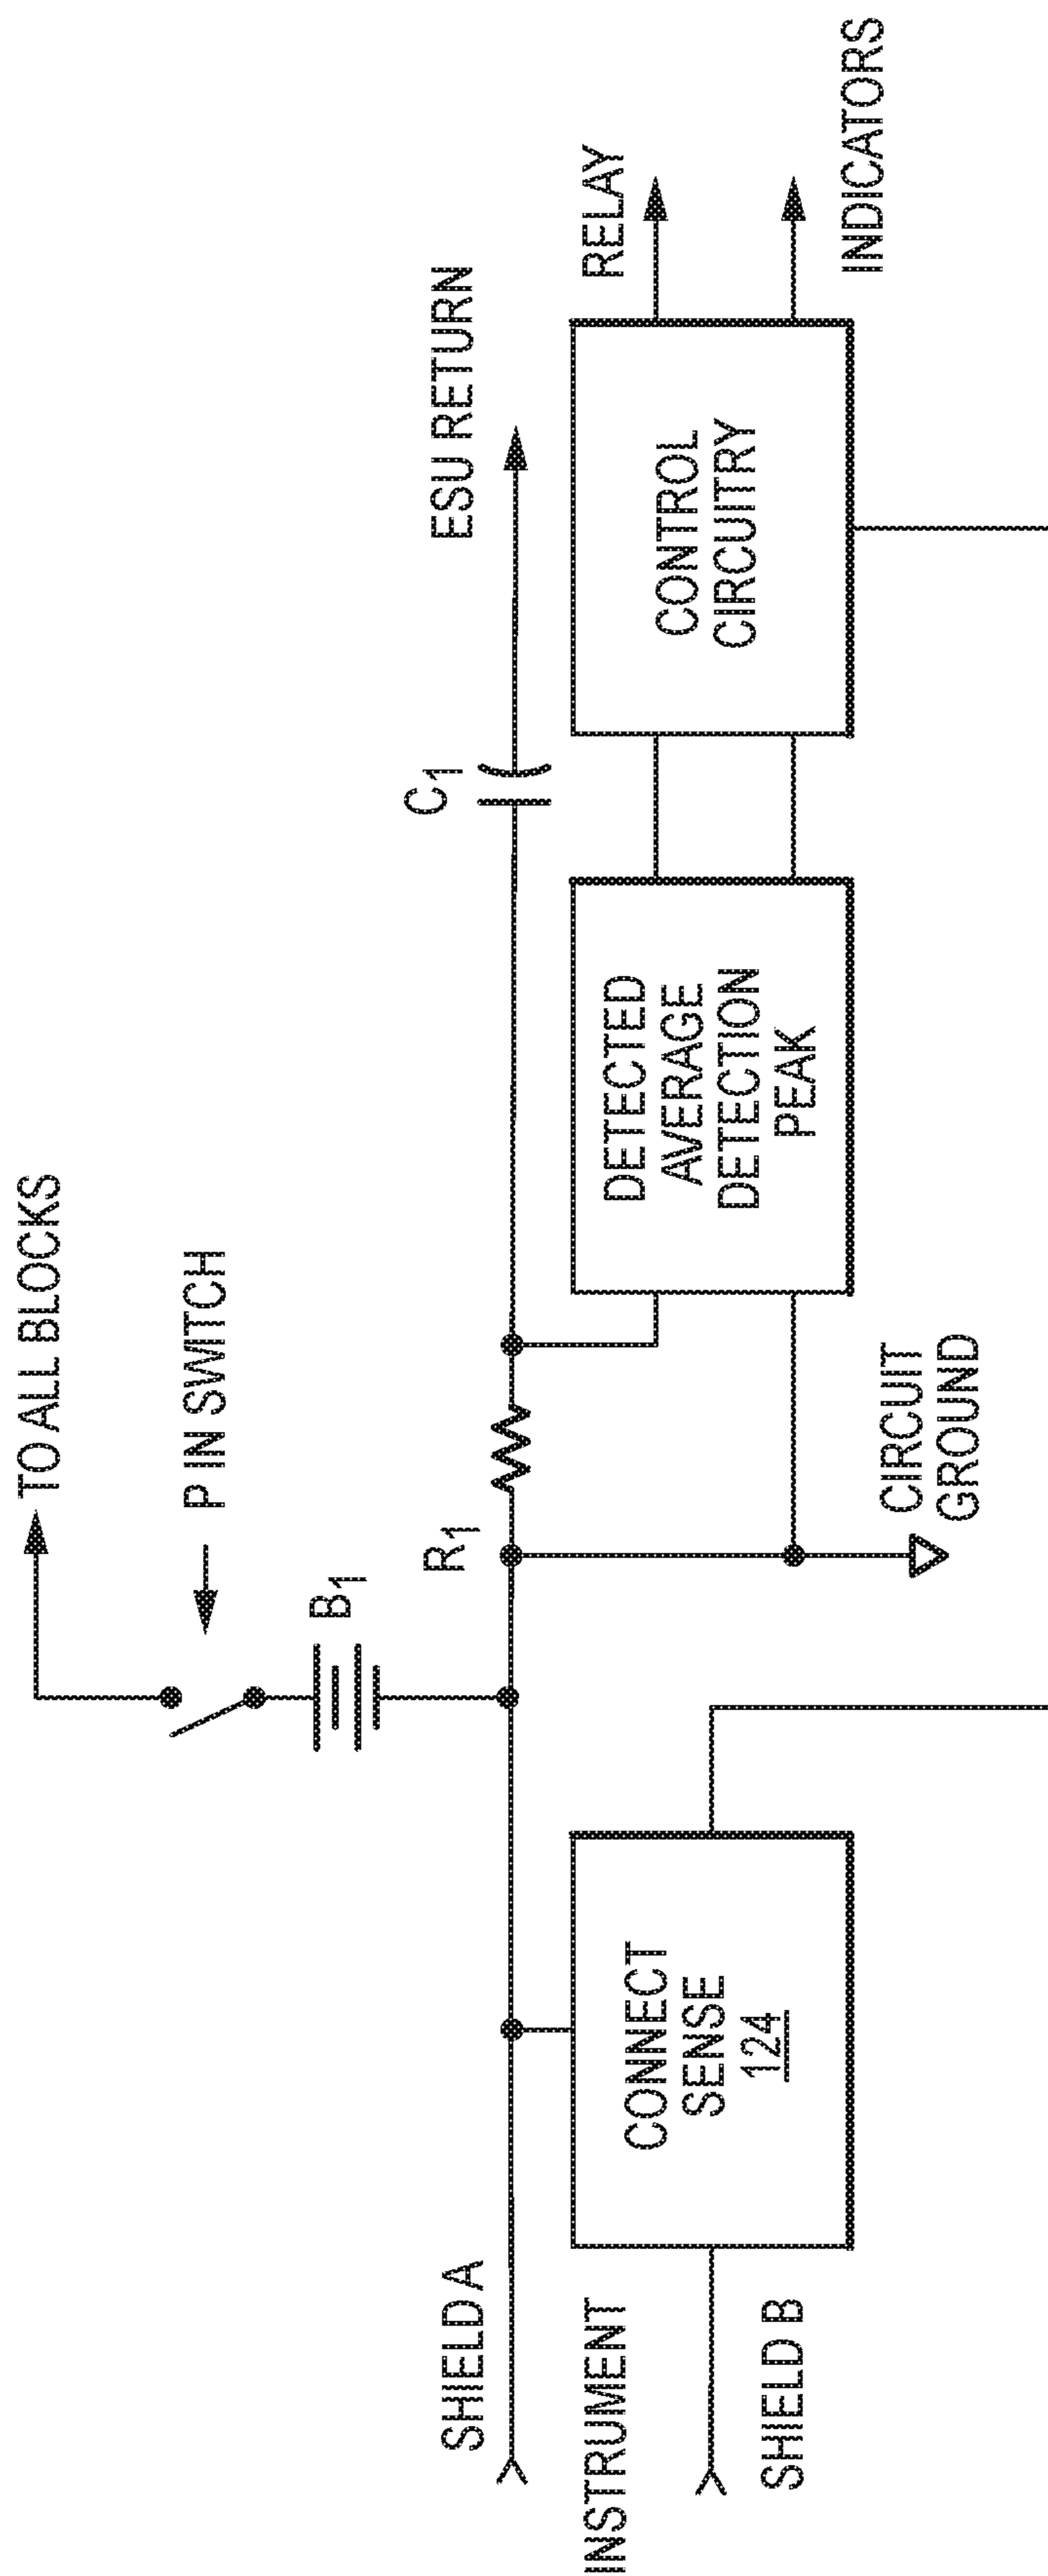 TO ALL BLOCKS
P IN SWITCH
B1
R1
C1
ESU RETURN
SHIELD A
INSTRUMENT
SHIELD B
CONNECT
SENSE
124
CIRCUIT
GROUND
DETECTED
AVERAGE
DETECTION
PEAK
CONTROL
CIRCUITRY
RELAY
INDICATORS